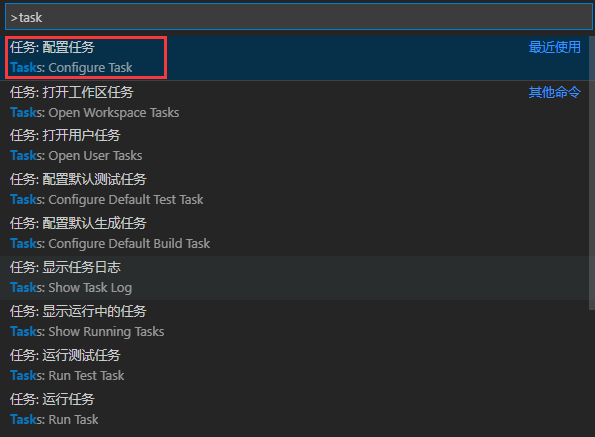 >task
任务: 配置任务 最近使用
Tasks: Configure Task
任务: 打开工作区任务 其他命令
Tasks: Open Workspace Tasks
任务: 打开用户任务
Tasks: Open User Tasks
任务: 配置默认测试任务
Tasks: Configure Default Test Task
任务: 配置默认生成任务
Tasks: Configure Default Build Task
任务: 显示任务日志
Tasks: Show Task Log
任务: 显示运行中的任务
Tasks: Show Running Tasks
任务: 运行测试任务
Tasks: Run Test Task
任务: 运行任务
Tasks: Run Task